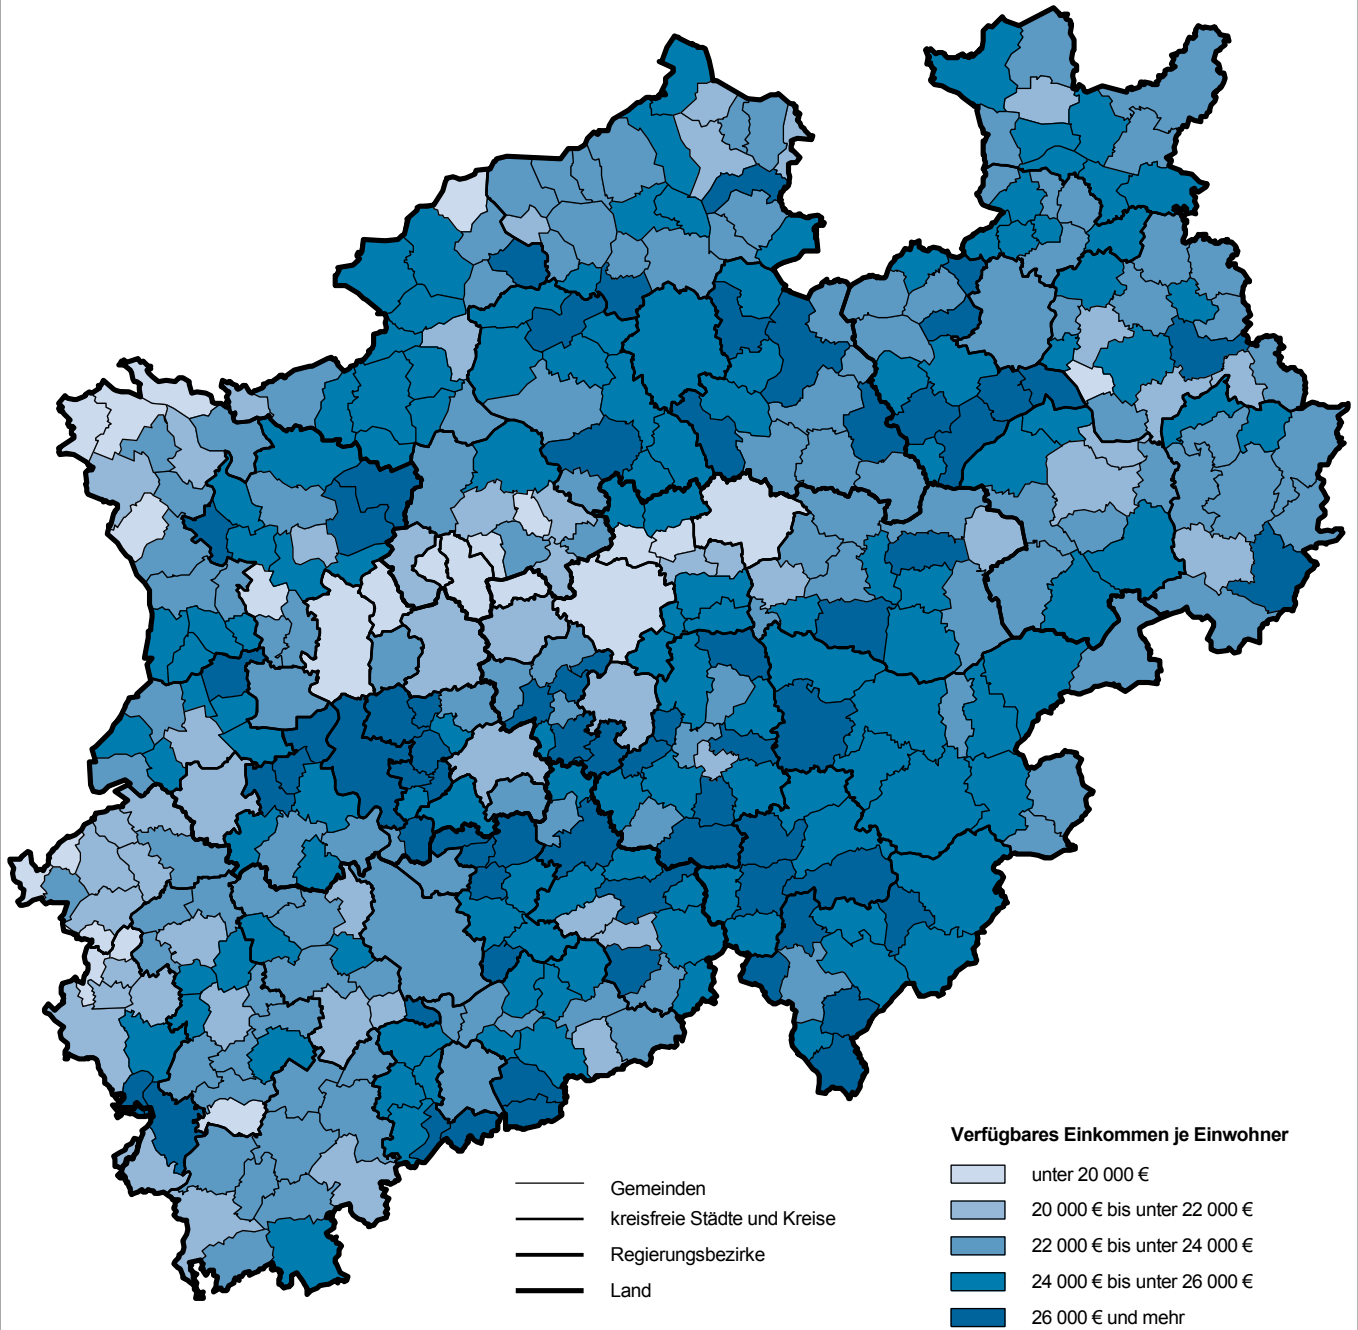 Verfügbares Einkommen je Einwohner
unter 20 000 €
20 000 € bis unter 22 000 €
22 000 € bis unter 24 000 €
24 000 € bis unter 26 000 €
26 000 € und mehr
Gemeinden
kreisfreie Städte und Kreise
Regierungsbezirke
Land